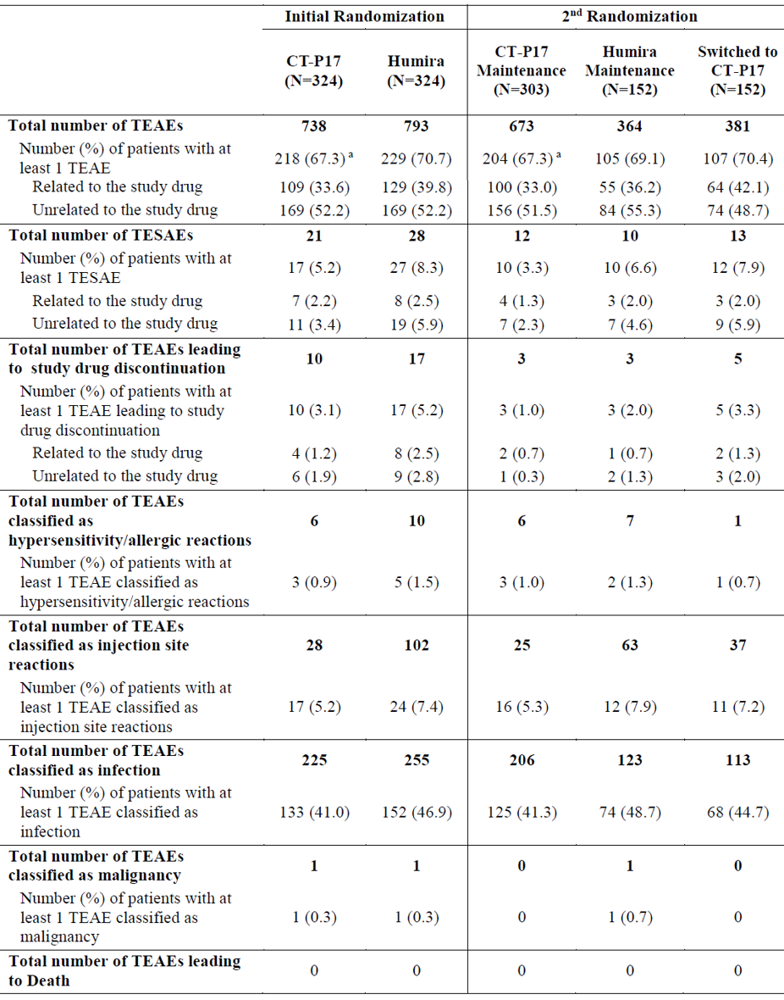 Initial Randomization 2nd Randomization
CT-P17 (N=324) Humira (N=324) CT-P17 Maintenance (N=303) Humira Maintenance (N=152) Switched to CT-P17 (N=152)
Total number of TEAEs 738 793 673 364 381
Number (%) of patients with at least 1 TEAE 218 (67.3) a 229 (70.7) 204 (67.3) a 105 (69.1) 107 (70.4)
Related to the study drug 109 (33.6) 129 (39.8) 100 (33.0) 55 (36.2) 64 (42.1)
Unrelated to the study drug 169 (52.2) 169 (52.2) 156 (51.5) 84 (55.3) 74 (48.7)
Total number of TESAEs 21 28 12 10 13
Number (%) of patients with at least 1 TESAE 17 (5.2) 27 (8.3) 10 (3.3) 10 (6.6) 12 (7.9)
Related to the study drug 7 (2.2) 8 (2.5) 4 (1.3) 3 (2.0) 3 (2.0)
Unrelated to the study drug 11 (3.4) 19 (5.9) 7 (2.3) 7 (4.6) 9 (5.9)
Total number of TEAEs leading to study drug discontinuation 10 17 3 3 5
Number (%) of patients with at least 1 TEAE leading to study drug discontinuation 10 (3.1) 17 (5.2) 3 (1.0) 3 (2.0) 5 (3.3)
Related to the study drug 4 (1.2) 8 (2.5) 2 (0.7) 1 (0.7) 2 (1.3)
Unrelated to the study drug 6 (1.9) 9 (2.8) 1 (0.3) 2 (1.3) 3 (2.0)
Total number of TEAEs classified as hypersensitivity/allergic reactions 6 10 6 7 1
Number (%) of patients with at least 1 TEAE classified as hypersensitivity/allergic reactions 3 (0.9) 5 (1.5) 3 (1.0) 2 (1.3) 1 (0.7)
Total number of TEAEs classified as injection site reactions 28 102 25 63 37
Number (%) of patients with at least 1 TEAE classified as injection site reactions 17 (5.2) 24 (7.4) 16 (5.3) 12 (7.9) 11 (7.2)
Total number of TEAEs classified as infection 225 255 206 123 113
Number (%) of patients with at least 1 TEAE classified as infection 133 (41.0) 152 (46.9) 125 (41.3) 74 (48.7) 68 (44.7)
Total number of TEAEs classified as malignancy 1 1 0 1 0
Number (%) of patients with at least 1 TEAE classified as malignancy 1 (0.3) 1 (0.3) 0 1 (0.7) 0
Total number of TEAEs leading to Death 0 0 0 0 0